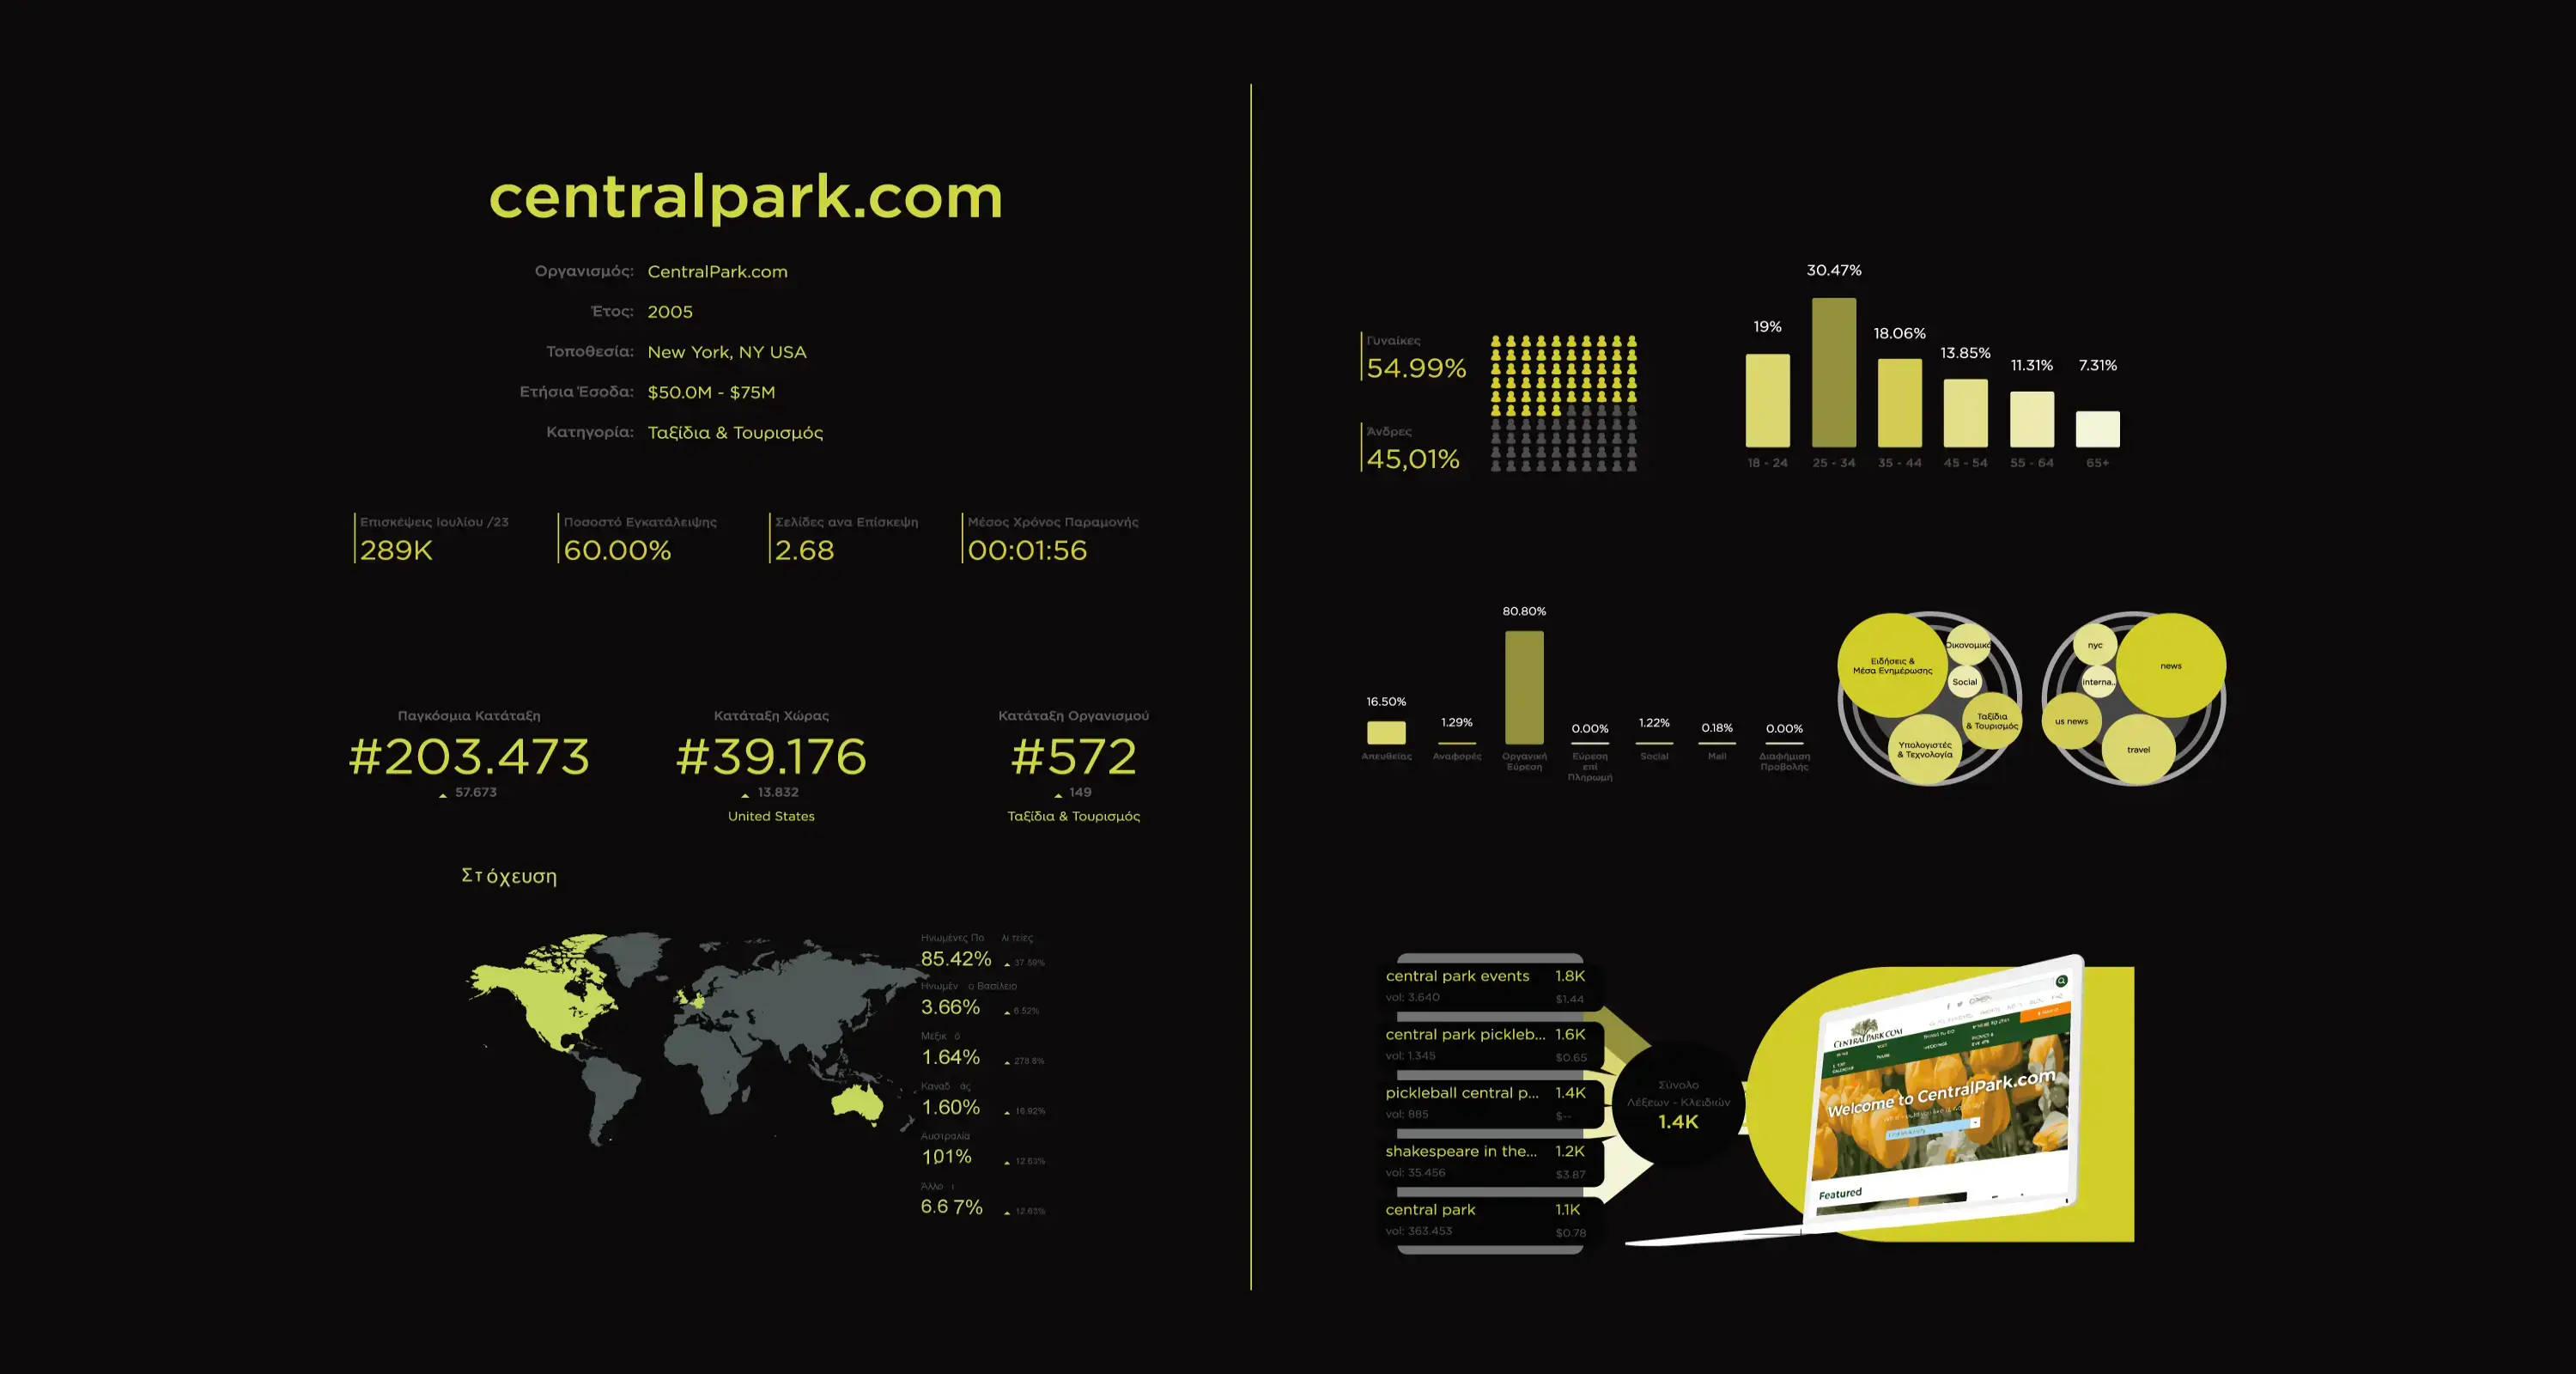 centralpark.com
Οργανισμός: CentralPark.com
Έτος: 2005
Τοποθεσία: New York, NY USA
Ετήσια Έσοδα: $50.0M - $75M
Κατηγορία: Ταξίδια & Τουρισμός
Επισκέψεις Ιουλίου /23
289K
Ποσοστό Εγκατάλειψης
60.00%
Σελίδες ανα Επίσκεψη
2.68
Μέσος Χρόνος Παραμονής
00:01:56
Παγκόσμια Κατάταξη
#203.473
57.673
Κατάταξη Χώρας
#39.176
13.832
United States
Κατάταξη Οργανισμού
#572
149
Ταξίδια & Τουρισμός
Στόχευση
Ηνωμένες Πο λι τείες
85.42% 37.59%
Ηνωμέν ο Βασίλειο
3.66% 6.52%
Μεξικ ό
1.64% 278.6%
Καναδ άς
1.60% 16.92%
Αυστραλία
101% 12.63%
Άλλο ι
6.6 7% 12.63%
Γυναίκες
54.99%
Άνδρες
45,01%
19% 30.47% 18.06% 13.85% 11.31% 7.31%
18 - 24 25 - 34 35 - 44 45 - 54 55 - 64 65+
16.50% 1.29% 80.80% 0.00% 1.22% 0.18% 0.00%
Απευθείας
Αναφορές
Οργανική
Εύρεση
Εύρεση
επί
Πληρωμή
Social
Mail
Διαφήμιση
Προβολής
Ειδήσεις &
Μέσα Ενημέρωσης
Οικονομικά
Social
Ταξίδια
& Τουρισμός
Υπολογιστές
& Τεχνολογία
nyc
news
interna..
us news
travel
central park events 1.8K
vol: 3.640 $1.44
central park pickleb... 1.6K
vol: 1.345 $0.65
pickleball central p... 1.4K
vol: 885 $--
shakespeare in the... 1.2K
vol: 35.456 $3.87
central park 1.1K
vol: 363.453 $0.78
Σύνολο
Λέξεων - Κλειδιών
1.4K
CENTRALPARK.COM
Welcome to CentralPark.com
Featured